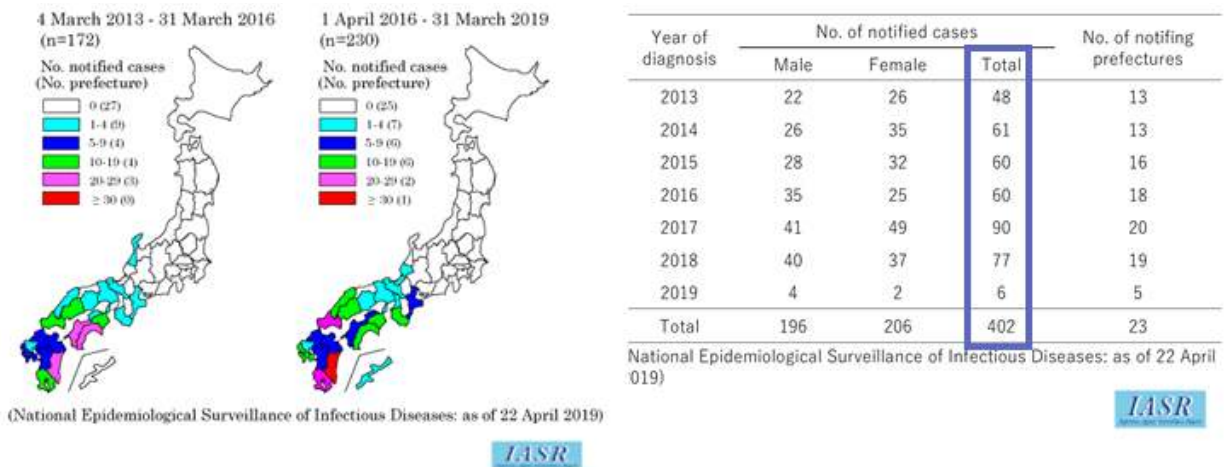 4 March 2013 - 31 March 2016
(n=172)
No. notified cases
(No. prefecture)
0 (27)
1-4 (9)
5-9 (4)
10-19 (4)
20-29 (3)
≥ 30 (0)
1 April 2016 - 31 March 2019
(n=230)
No. notified cases
(No. prefecture)
0 (25)
1-4 (7)
5-9 (6)
10-19 (6)
20-29 (2)
≥ 30 (1)
(National Epidemiological Surveillance of Infectious Diseases: as of 22 April 2019)
IASR
Year of diagnosis No. of notified cases No. of notifing prefectures
Male Female Total
2013 22 26 48 13
2014 26 35 61 13
2015 28 32 60 16
2016 35 25 60 18
2017 41 49 90 20
2018 40 37 77 19
2019 4 2 6 5
Total 196 206 402 23
National Epidemiological Surveillance of Infectious Diseases: as of 22 April
019)
IASR